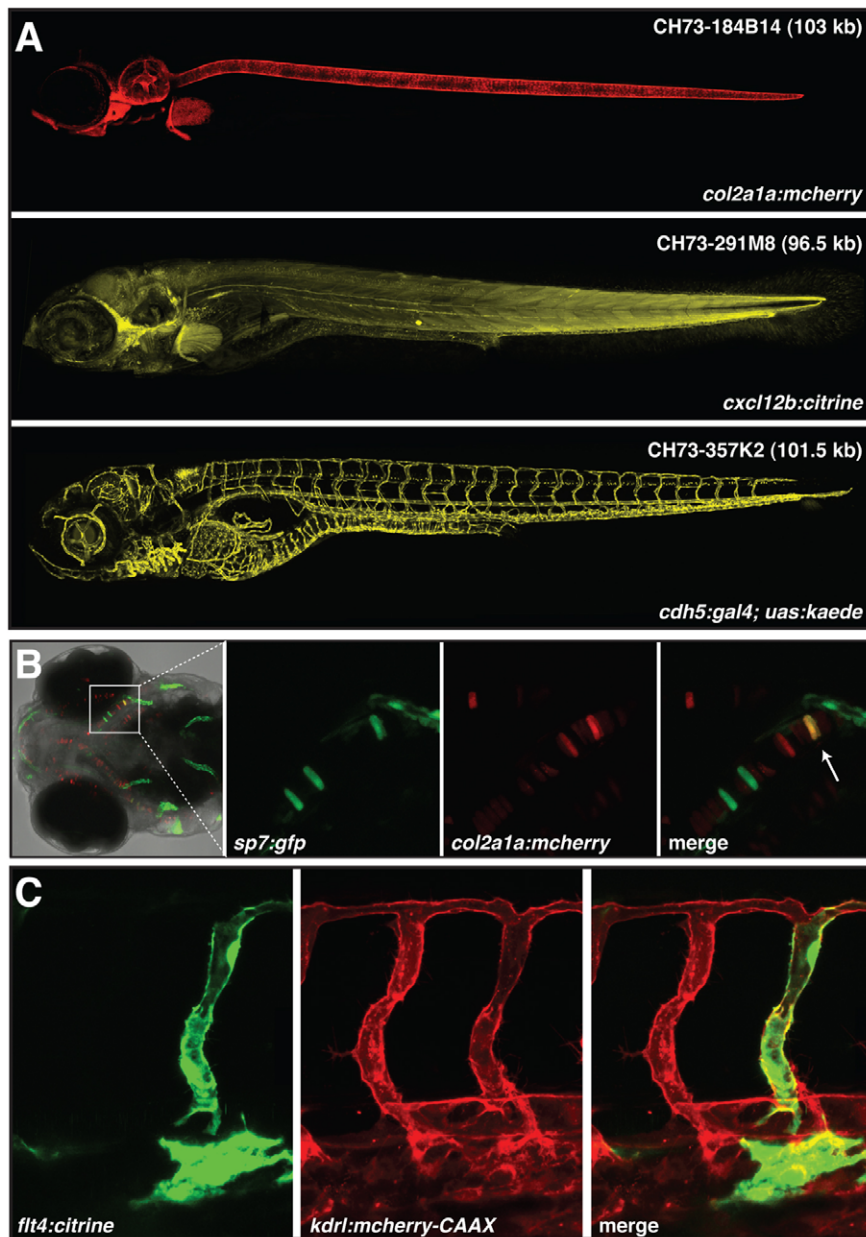 A
CH73-184B14 (103 kb)
col2a1a:mcherry
CH73-291M8 (96.5 kb)
cxcl12b:citrine
CH73-357K2 (101.5 kb)
cdh5:gal4; uas:kaede
B
sp7:gfp
col2a1a:mcherry
merge
C
flt4:citrine
kdrl:mcherry-CAAX
merge